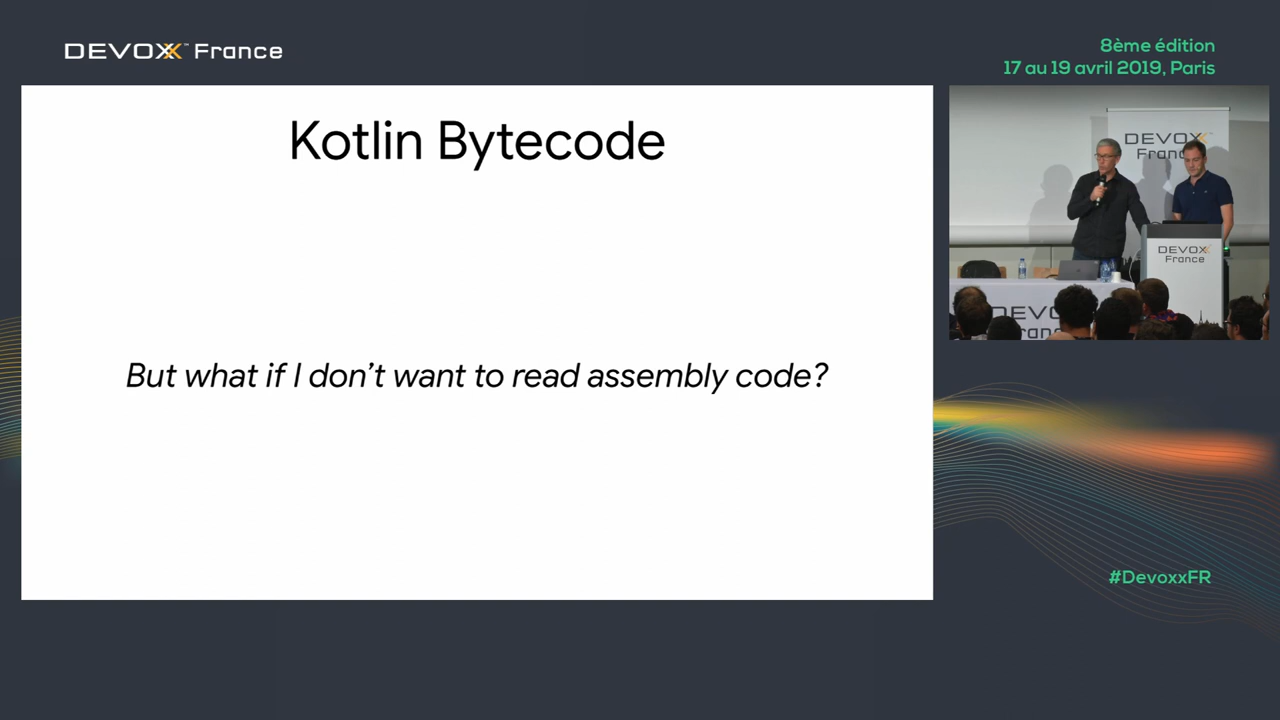 DEVOXX™ France
8ème édition
17 au 19 avril 2019, Paris
Kotlin Bytecode
But what if I don't want to read assembly code?
DEVOXX
France
DEVOXX
France
#DevoxxFR